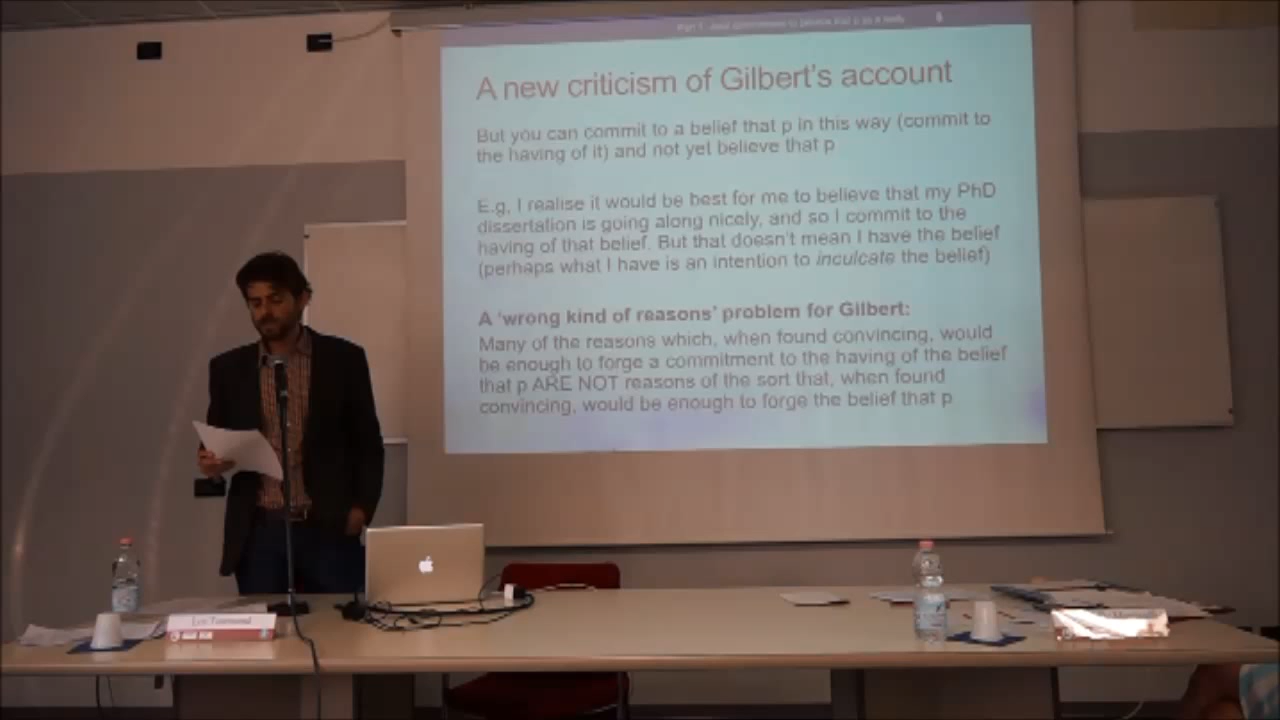 A new criticism of Gilbert's account
But you can commit to a belief that p in this way (commit to
the having of it) and not yet believe that p
E.g, I realise it would be best for me to believe that my PhD
dissertation is going along nicely, and so I commit to the
having of that belief. But that doesn't mean I have the belief
(perhaps what I have is an intention to inculcate the belief)
A 'wrong kind of reasons' problem for Gilbert:
Many of the reasons which, when found convincing, would
be enough to forge a commitment to the having of the belief
that p ARE NOT reasons of the sort that, when found
convincing, would be enough to forge the belief that p
Leo Townsend